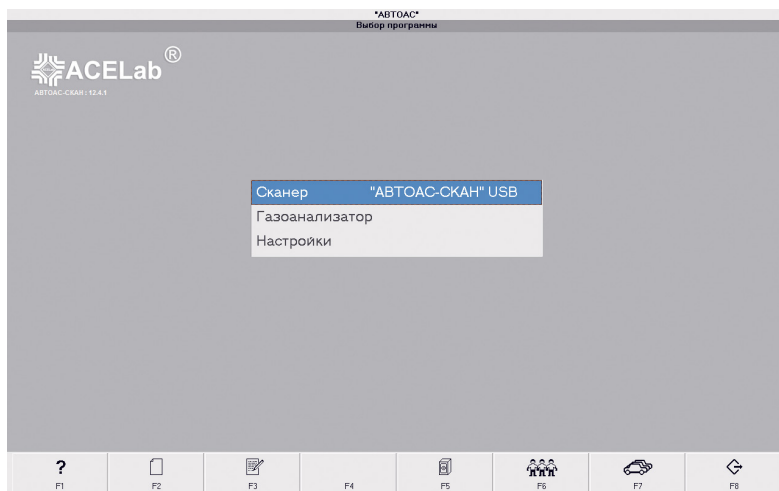 "АВТОАС"
Выбор программы
ACELab®
АВТОАС-СКАН : 12.4.1
Сканер "АВТОАС-СКАН" USB
Газоанализатор
Настройки
?
F1 F2 F3 F4 F5 F6 F7 F8